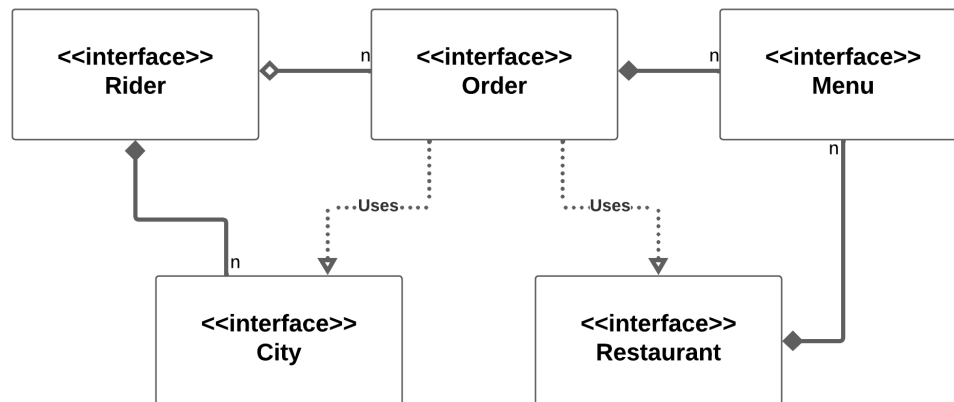 <<interface>>
Rider
n
<<interface>>
Order
n
<<interface>>
Menu
n
Uses
Uses
n
<<interface>>
City
<<interface>>
Restaurant